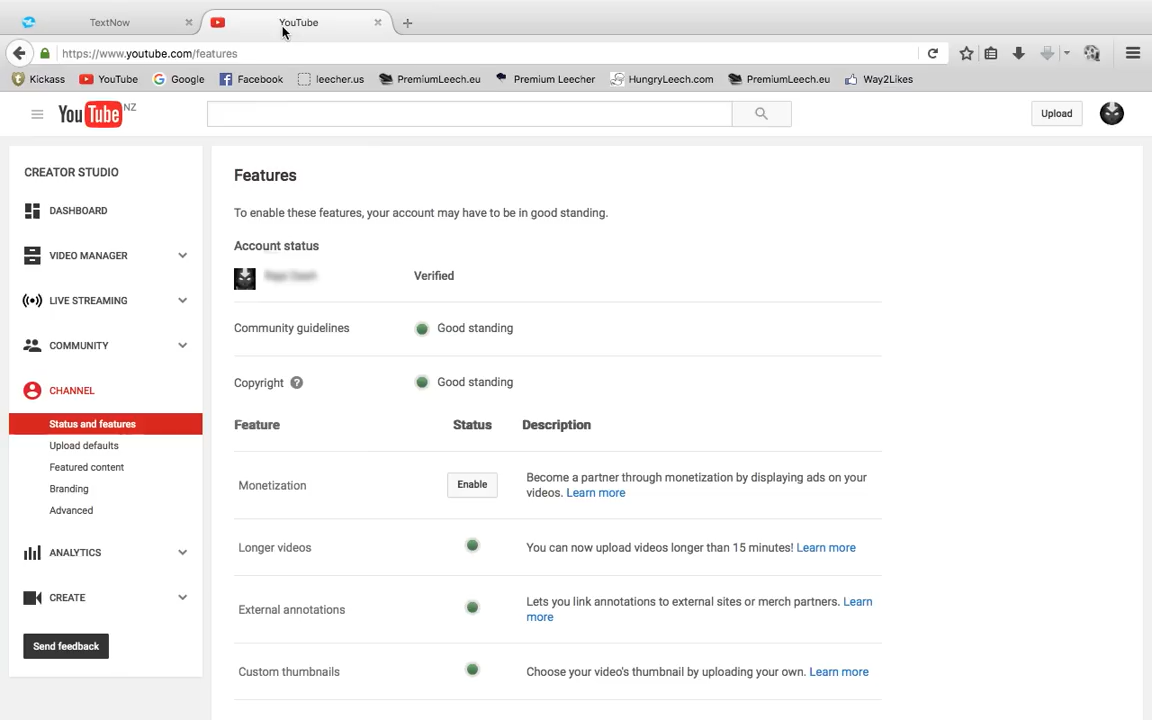 TextNow
YouTube
https://www.youtube.com/features
Kickass YouTube Google Facebook leecher.us PremiumLeech.eu Premium Leecher HungryLeech.com PremiumLeech.eu Way2Likes
YouTube NZ
Upload
CREATOR STUDIO
DASHBOARD
VIDEO MANAGER
LIVE STREAMING
COMMUNITY
CHANNEL
Status and features
Upload defaults
Featured content
Branding
Advanced
ANALYTICS
CREATE
Send feedback
Features
To enable these features, your account may have to be in good standing.
Account status
Verified
Community guidelines Good standing
Copyright ? Good standing
Feature Status Description
Monetization Enable Become a partner through monetization by displaying ads on your
videos. Learn more
Longer videos You can now upload videos longer than 15 minutes! Learn more
External annotations Lets you link annotations to external sites or merch partners. Learn
more
Custom thumbnails Choose your video's thumbnail by uploading your own. Learn more